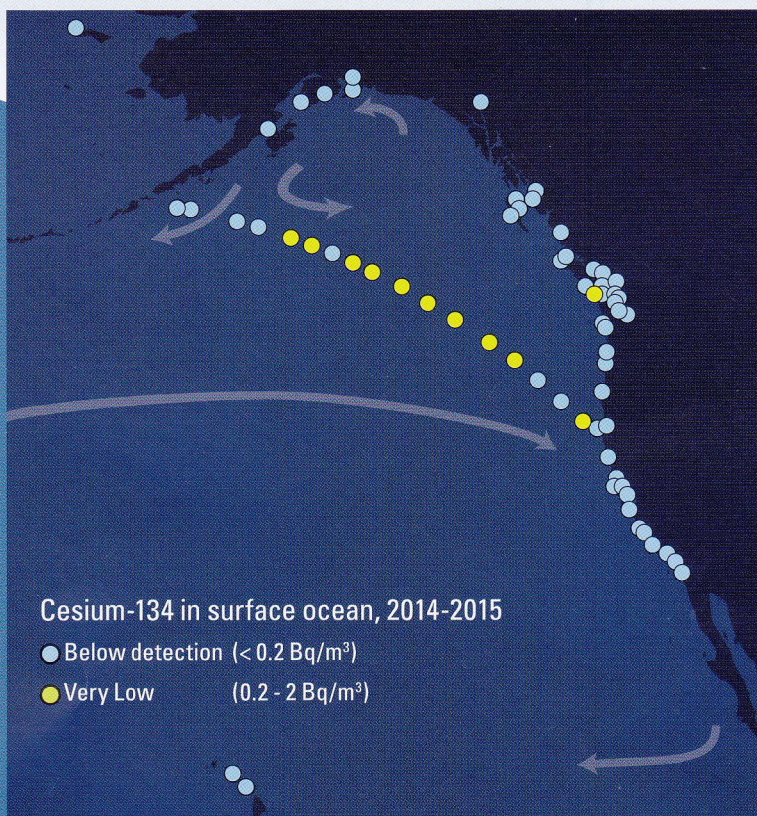 Cesium-134 in surface ocean, 2014-2015
Below detection (< 0.2 Bq/m³)
Very Low (0.2 - 2 Bq/m³)